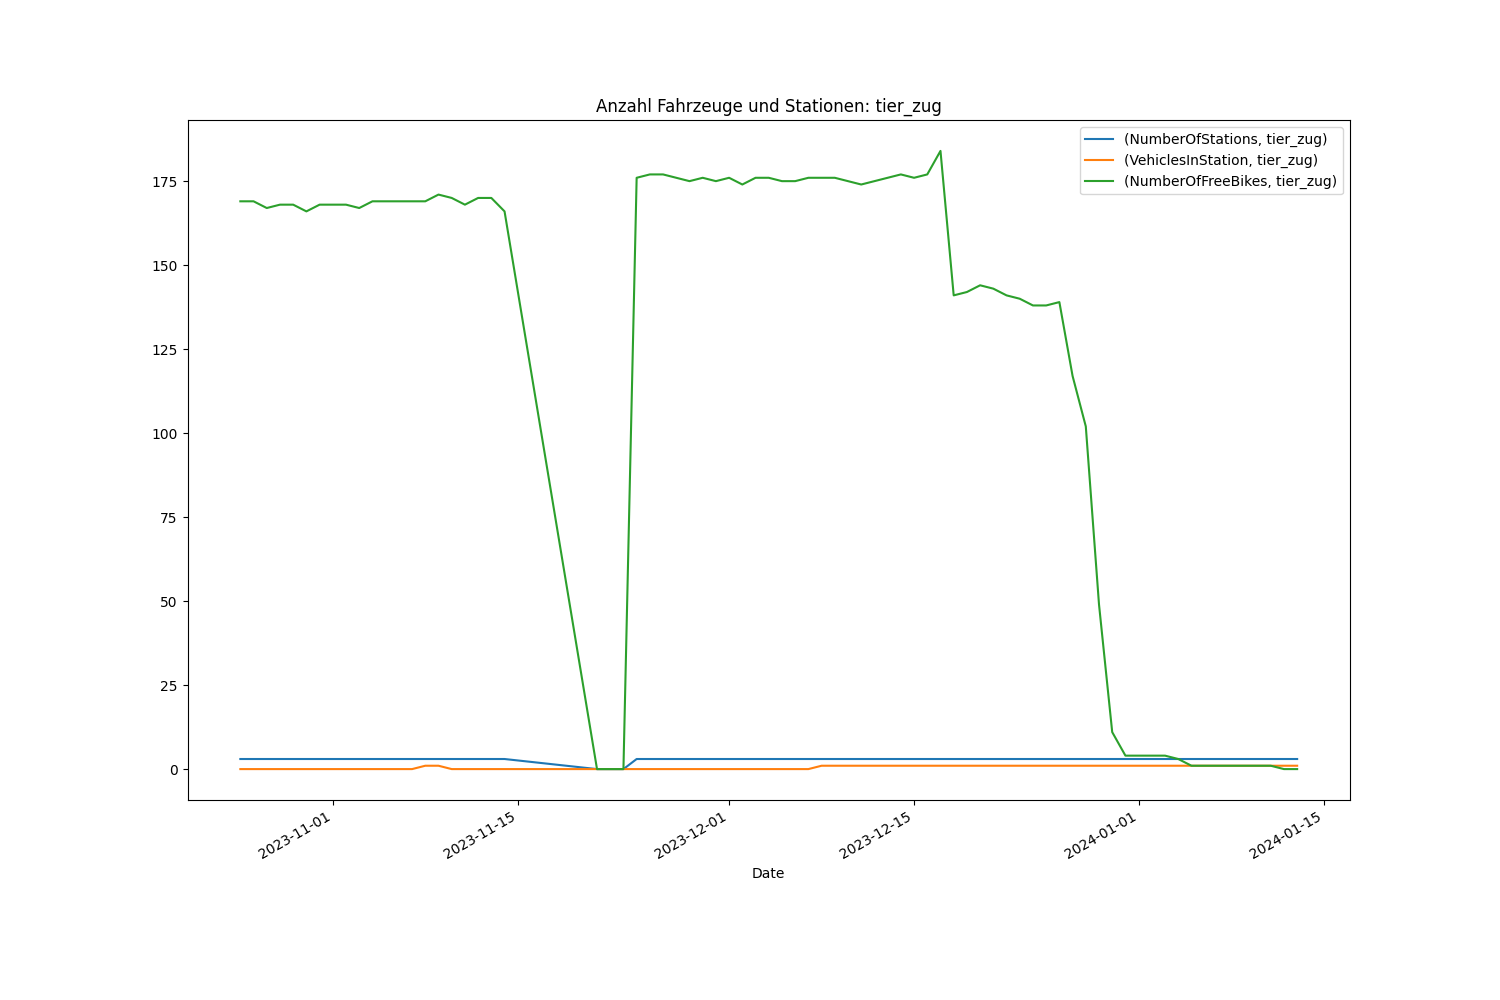 Anzahl Fahrzeuge und Stationen: tier_zug
(NumberOfStations, tier_zug)
(VehiclesInStation, tier_zug)
(NumberOfFreeBikes, tier_zug)
175
150
125
100
75
50
25
0
2023-11-01
2023-11-15
2023-12-01
2023-12-15
2024-01-01
2024-01-15
Date